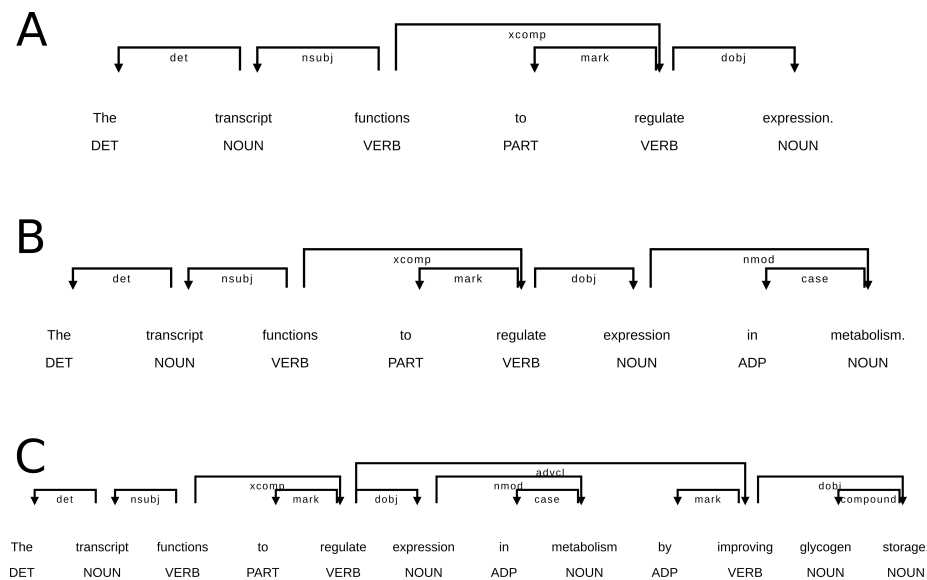 A
xcomp
det nsubj mark dobj
The transcript functions to regulate expression.
DET NOUN VERB PART VERB NOUN
B
xcomp nmod
det nsubj mark dobj case
The transcript functions to regulate expression in metabolism.
DET NOUN VERB PART VERB NOUN ADP NOUN
C
advcl
xcomp nmod dobj
det nsubj mark dobj case mark compound
The transcript functions to regulate expression in metabolism by improving glycogen storage.
DET NOUN VERB PART VERB NOUN ADP NOUN ADP VERB NOUN NOUN